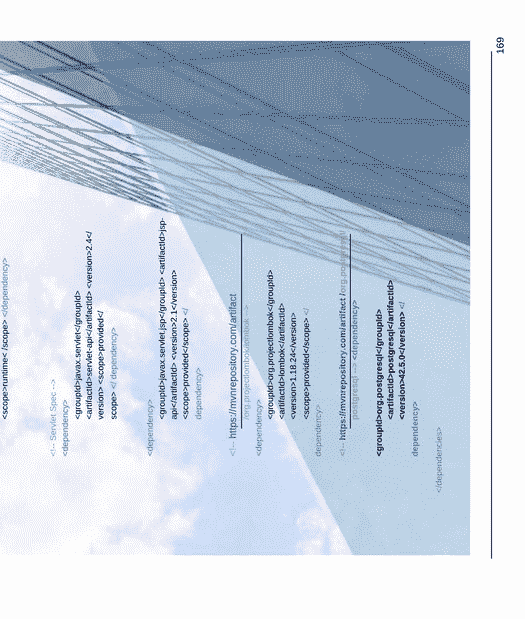 169
<scope>runtime< /scope> </dependency>
<!-- Servlet Spec -->
<dependency>
<groupId>javax.servlet</groupId>
<artifactId>servlet-api</artifactId> <version>2.4</
version> <scope>provided</
scope> </ dependency>
<dependency>
<groupId>javax.servlet.jsp</groupId> <artifactId>jsp-
api</artifactId> <version>2.1</version>
<scope>provided</scope> </
dependency>
<!-- https://mvnrepository.com/artifact
/org.projectlombok/lombok -->
<dependency>
<groupId>org.projectlombok</groupId>
<artifactId>lombok</artifactId>
<version>1.18.24</version>
<scope>provided</scope> </
dependency>
<!-- https://mvnrepository.com/artifact /org.postgresql/
postgresql --> <dependency>
<groupId>org.postgresql</groupId>
<artifactId>postgresql</artifactId>
<version>42.5.0</version> </
dependency>
</dependencies>